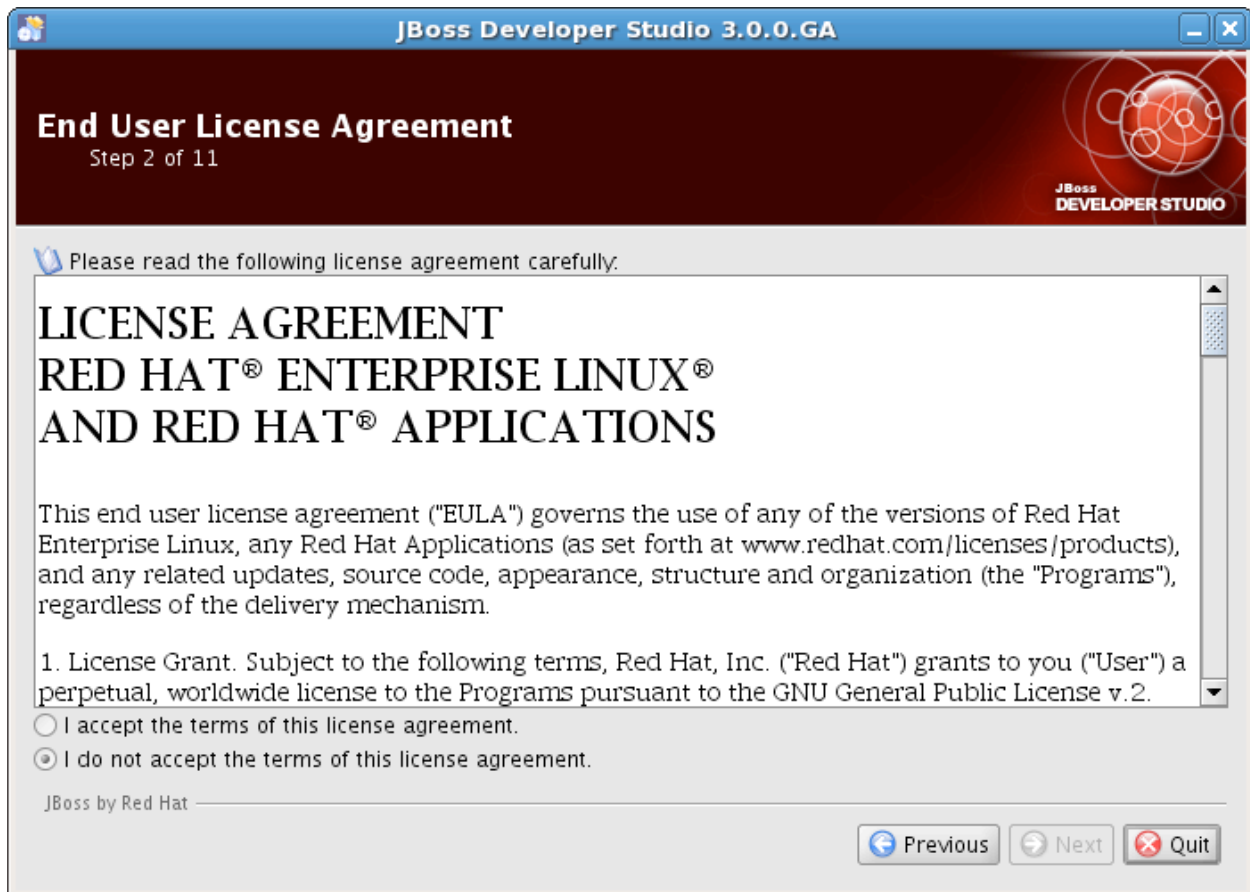 JBoss Developer Studio 3.0.0.GA
End User License Agreement
Step 2 of 11
JBoss
DEVELOPER STUDIO
Please read the following license agreement carefully:
LICENSE AGREEMENT
RED HAT® ENTERPRISE LINUX®
AND RED HAT® APPLICATIONS
This end user license agreement ("EULA") governs the use of any of the versions of Red Hat
Enterprise Linux, any Red Hat Applications (as set forth at www.redhat.com/licenses/products),
and any related updates, source code, appearance, structure and organization (the "Programs"),
regardless of the delivery mechanism.
1. License Grant. Subject to the following terms, Red Hat, Inc. ("Red Hat") grants to you ("User") a
perpetual, worldwide license to the Programs pursuant to the GNU General Public License v.2.
I accept the terms of this license agreement.
I do not accept the terms of this license agreement.
JBoss by Red Hat
Previous Next Quit